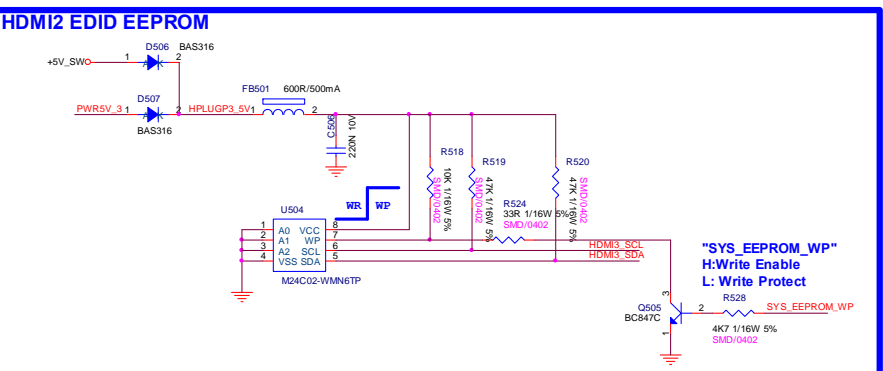 HDMI2 EDID EEPROM
D506 BAS316
+5V_SW 1 2
D507
PWR5V_3 1 2 HPLUGP3_5V
BAS316
FB501 600R/500mA
1 2
C506
220N 10V
R518
10K 1/16W 5%
SMD/0402
R519
47K 1/16W 5%
SMD/0402
R520
47K 1/16W 5%
SMD/0402
R524
33R 1/16W 5%
SMD/0402
WR WP
U504
1 A0 VCC 8
2 A1 WP 7
3 A2 SCL 6
4 VSS SDA 5
M24C02-WMN6TP
HDMI3_SCL
HDMI3_SDA
"SYS_EEPROM_WP"
H:Write Enable
L: Write Protect
Q505
BC847C
3
2
1
R528
SYS_EEPROM_WP
4K7 1/16W 5%
SMD/0402